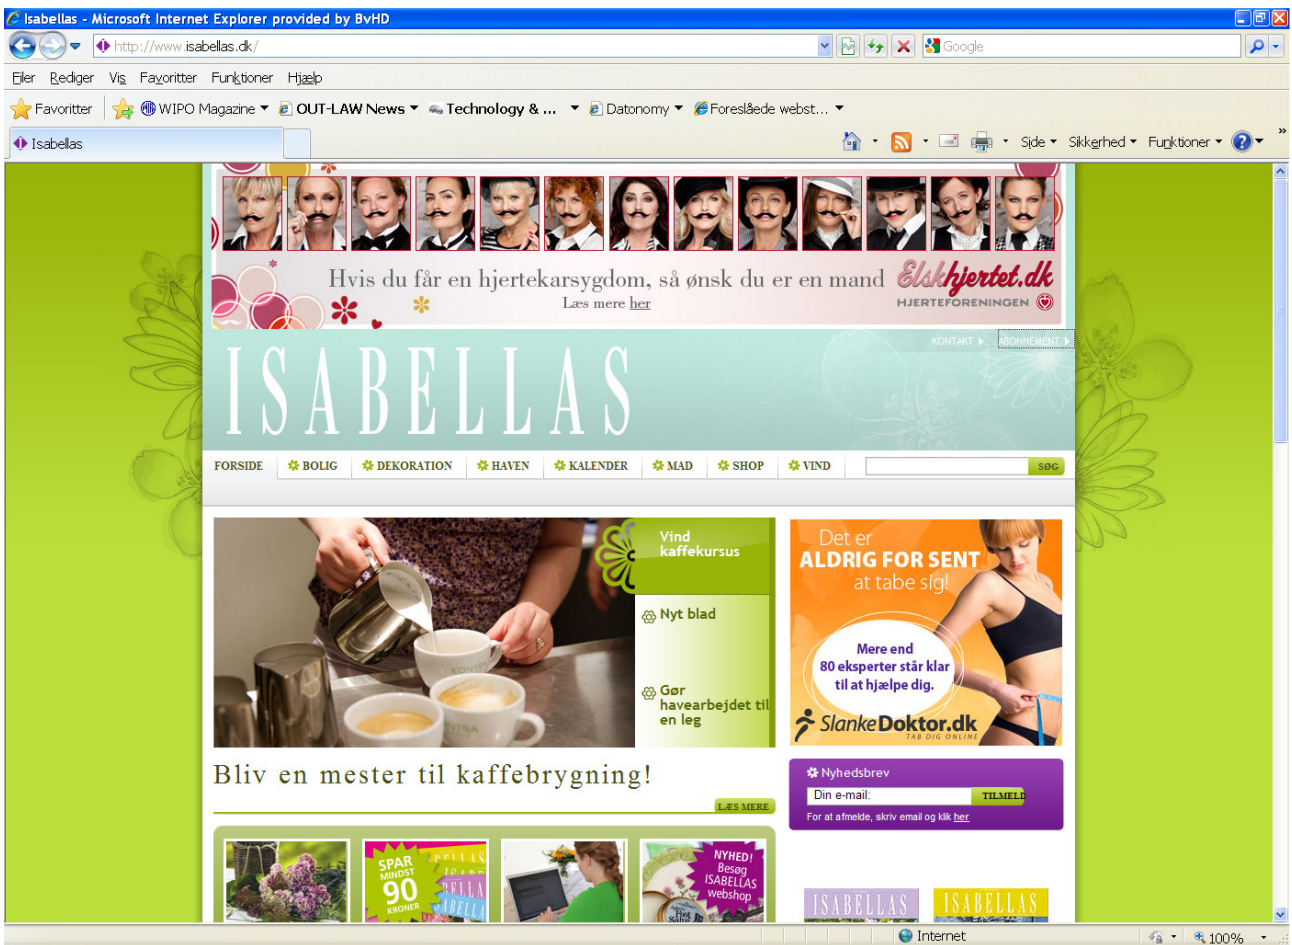 Isabellas - Microsoft Internet Explorer provided by BvHD
http://www.isabellas.dk/
Google
Filer Rediger Vis Favoritter Funktioner Hjælp
Favoritter WIPO Magazine OUT-LAW News Technology & ... Datonomy Foreslåede webst...
Isabellas
Side Sikkerhed Funktioner
Hvis du får en hjertekarsygdom, så ønsk du er en mand
Læs mere her
Elskhjertet.dk
HJERTEFORENINGEN
KONTAKT ABONNEMENT
ISABELLAS
FORSIDE BOLIG DEKORATION HAVEN KALENDER MAD SHOP VIND SØG
Vind
kaffekursus
Nyt blad
Gør
havearbejdet til
en leg
KONTRA
Det er
ALDRIG FOR SENT
at tabe sig!
Mere end
80 eksperter står klar
til at hjælpe dig.
SlankeDoktor.dk
TAB DIG ONLINE
Bliv en mester til kaffebrygning!
LÆS MERE
Nyhedsbrev
Din e-mail: TILMELD
For at afmelde, skriv email og klik her
SPAR
MINDST
90
KRONER
NYHED!
Besøg
ISABELLAS
webshop
ISABELLAS
ISABELLAS
Internet
100%